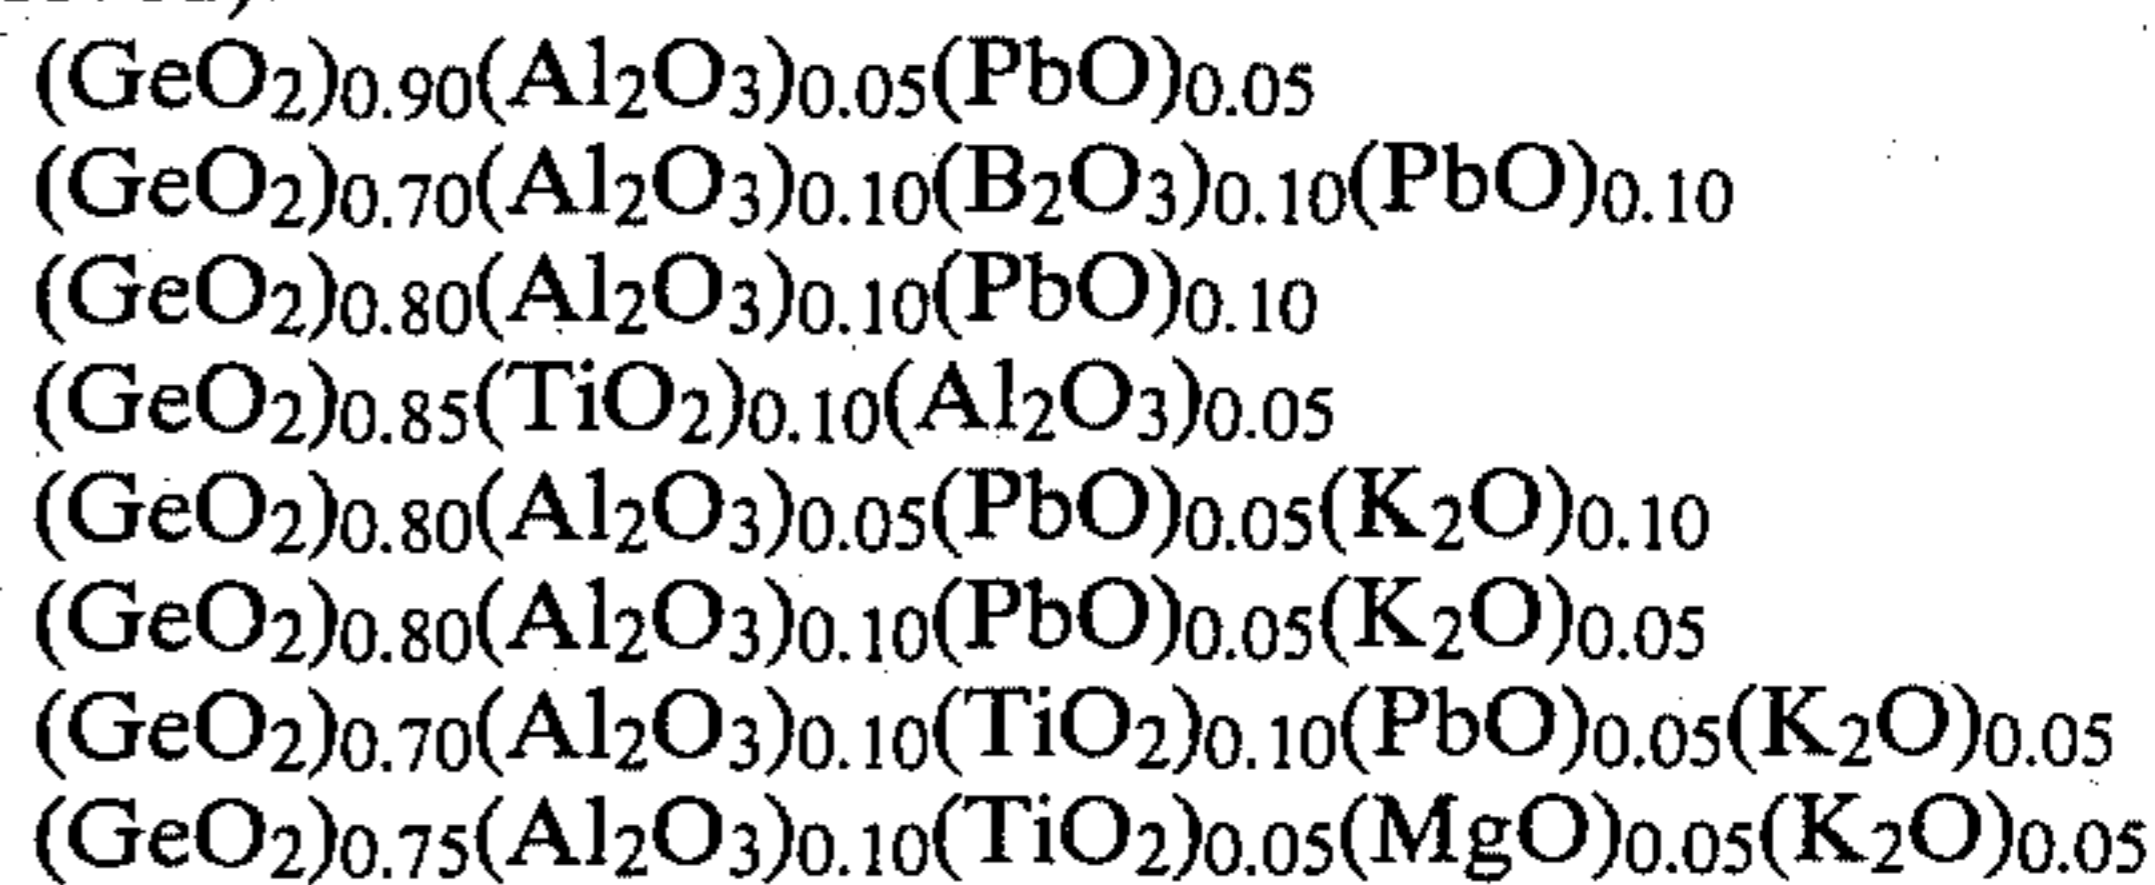 (GeO₂)₀.₉₀(Al₂O₃)₀.₀₅(PbO)₀.₀₅
(GeO₂)₀.₇₀(Al₂O₃)₀.₁₀(B₂O₃)₀.₁₀(PbO)₀.₁₀
(GeO₂)₀.₈₀(Al₂O₃)₀.₁₀(PbO)₀.₁₀
(GeO₂)₀.₈₅(TiO₂)₀.₁₀(Al₂O₃)₀.₀₅
(GeO₂)₀.₈₀(Al₂O₃)₀.₀₅(PbO)₀.₀₅(K₂O)₀.₁₀
(GeO₂)₀.₈₀(Al₂O₃)₀.₁₀(PbO)₀.₀₅(K₂O)₀.₀₅
(GeO₂)₀.₇₀(Al₂O₃)₀.₁₀(TiO₂)₀.₁₀(PbO)₀.₀₅(K₂O)₀.₀₅
(GeO₂)₀.₇₅(Al₂O₃)₀.₁₀(TiO₂)₀.₀₅(MgO)₀.₀₅(K₂O)₀.₀₅